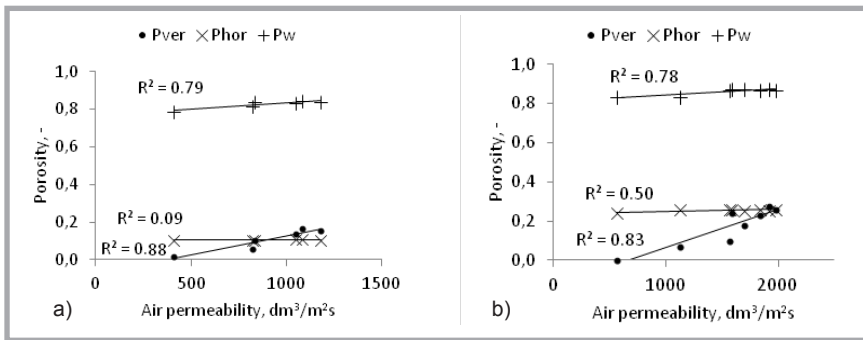 a)
● Pver × Phor + Pw
Porosity, -
1,0
0,8
0,6
0,4
0,2
0,0
R² = 0.79
R² = 0.09
R² = 0.88
0 500 1000 1500
Air permeability, dm³/m²s
b)
● Pver × Phor + Pw
Porosity, -
1,0
0,8
0,6
0,4
0,2
0,0
R² = 0.78
R² = 0.50
R² = 0.83
0 1000 2000
Air permeability, dm³/m²s